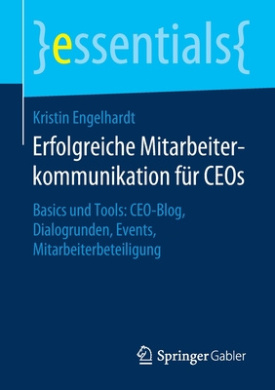 }essentials{
Kristin Engelhardt
Erfolgreiche Mitarbeiter-
kommunikation für CEOs
Basics und Tools: CEO-Blog,
Dialogrunden, Events,
Mitarbeiterbeteiligung
Springer Gabler